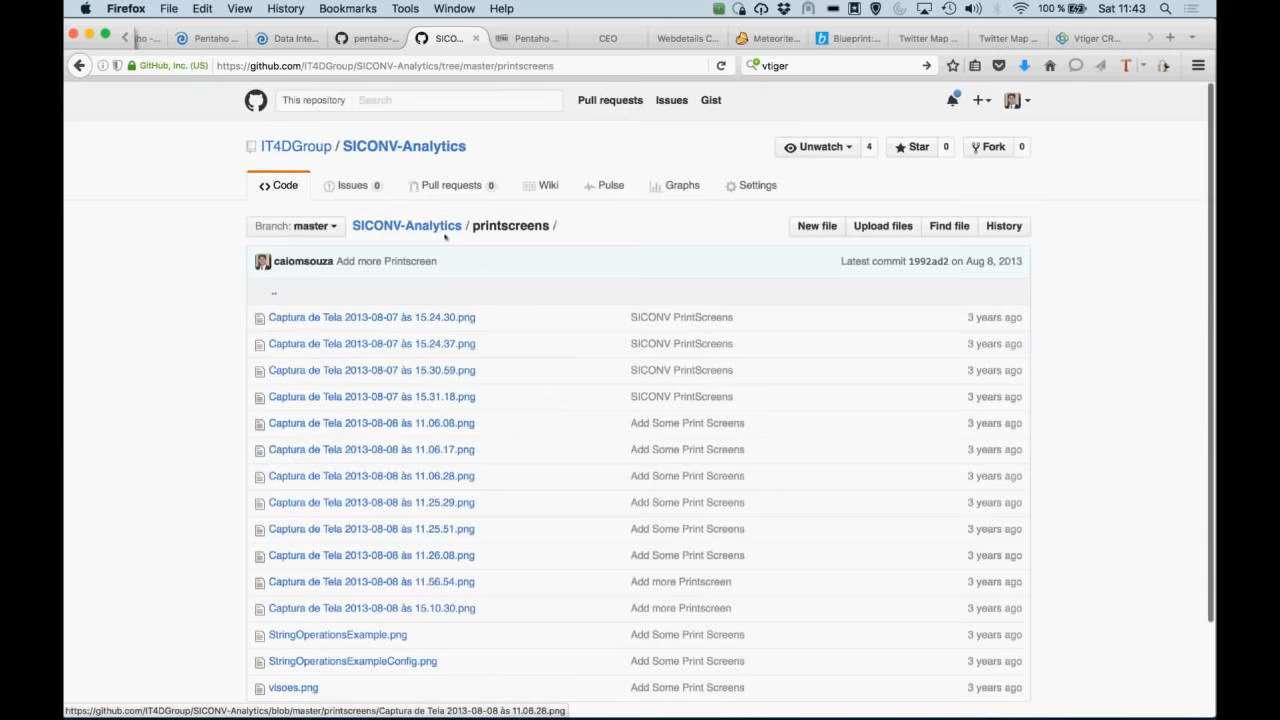 Firefox File Edit View History Bookmarks Tools Window Help 100 % Sat 11:43
ho -... Pentaho ... Data Inte... pentaho-... SICO... Pentaho ... CEO Webdetails C... Meteorite... Blueprint:... Twitter Map ... Twitter Map ... Vtiger CR...
GitHub, Inc. (US) https://github.com/IT4DGroup/SICONV-Analytics/tree/master/printscreens vtiger
This repository Search Pull requests Issues Gist
IT4DGroup / SICONV-Analytics Unwatch 4 Star 0 Fork 0
Code Issues 0 Pull requests 0 Wiki Pulse Graphs Settings
Branch: master SICONV-Analytics / printscreens / New file Upload files Find file History
caiomsouza Add more Printscreen Latest commit 1992ad2 on Aug 8, 2013
..
Captura de Tela 2013-08-07 às 15.24.30.png SICONV PrintScreens 3 years ago
Captura de Tela 2013-08-07 às 15.24.37.png SICONV PrintScreens 3 years ago
Captura de Tela 2013-08-07 às 15.30.59.png SICONV PrintScreens 3 years ago
Captura de Tela 2013-08-07 às 15.31.18.png SICONV PrintScreens 3 years ago
Captura de Tela 2013-08-08 às 11.06.08.png Add Some Print Screens 3 years ago
Captura de Tela 2013-08-08 às 11.06.17.png Add Some Print Screens 3 years ago
Captura de Tela 2013-08-08 às 11.06.28.png Add Some Print Screens 3 years ago
Captura de Tela 2013-08-08 às 11.25.29.png Add Some Print Screens 3 years ago
Captura de Tela 2013-08-08 às 11.25.51.png Add Some Print Screens 3 years ago
Captura de Tela 2013-08-08 às 11.26.08.png Add Some Print Screens 3 years ago
Captura de Tela 2013-08-08 às 11.56.54.png Add more Printscreen 3 years ago
Captura de Tela 2013-08-08 às 15.10.30.png Add more Printscreen 3 years ago
StringOperationsExample.png Add Some Print Screens 3 years ago
StringOperationsExampleConfig.png Add Some Print Screens 3 years ago
visoes.png Add Some Print Screens 3 years ago
https://github.com/IT4DGroup/SICONV-Analytics/blob/master/printscreens/Captura de Tela 2013-08-08 às 11.06.28.png